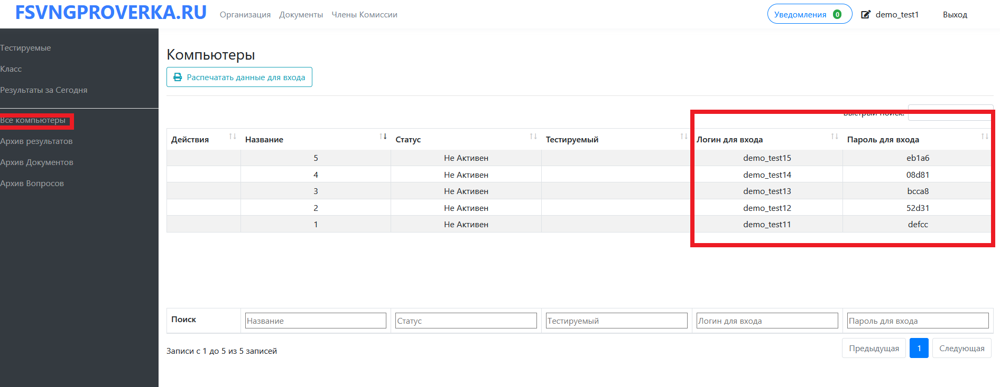 FSVNGPROVERKA.RU Организация Документы Члены Комиссии Уведомления 0 demo_test1 Выход
Тестируемые
Класс
Результаты за Сегодня
Все компьютеры
Архив результатов
Архив Документов
Архив Вопросов
Компьютеры
Распечатать данные для входа
Быстрый поиск:
Действия Название Статус Тестируемый Логин для входа Пароль для входа
5 Не Активен demo_test15 eb1a6
4 Не Активен demo_test14 08d81
3 Не Активен demo_test13 bcca8
2 Не Активен demo_test12 52d31
1 Не Активен demo_test11 defcc
Поиск Название Статус Тестируемый Логин для входа Пароль для входа
Записи с 1 до 5 из 5 записей
Предыдущая 1 Следующая